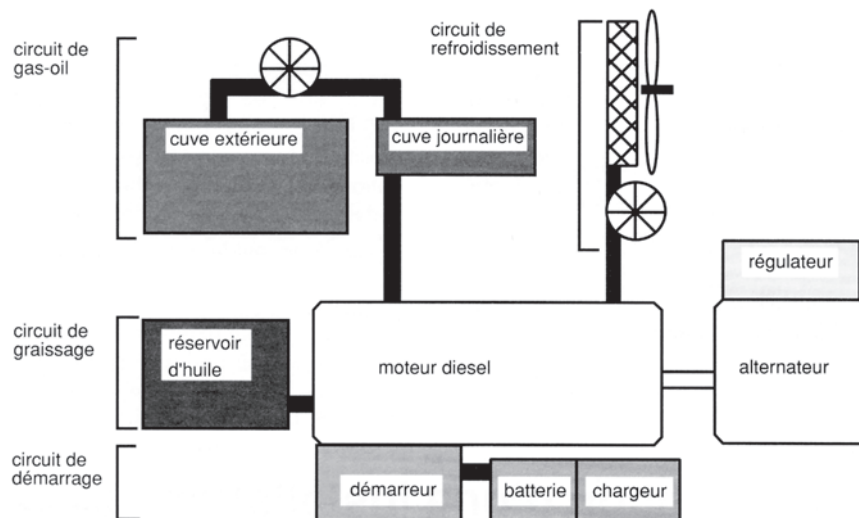 circuit de
gas-oil
cuve extérieure
cuve journalière
circuit de
refroidissement
régulateur
circuit de
graissage
réservoir
d'huile
moteur diesel
alternateur
circuit de
démarrage
démarreur
batterie
chargeur